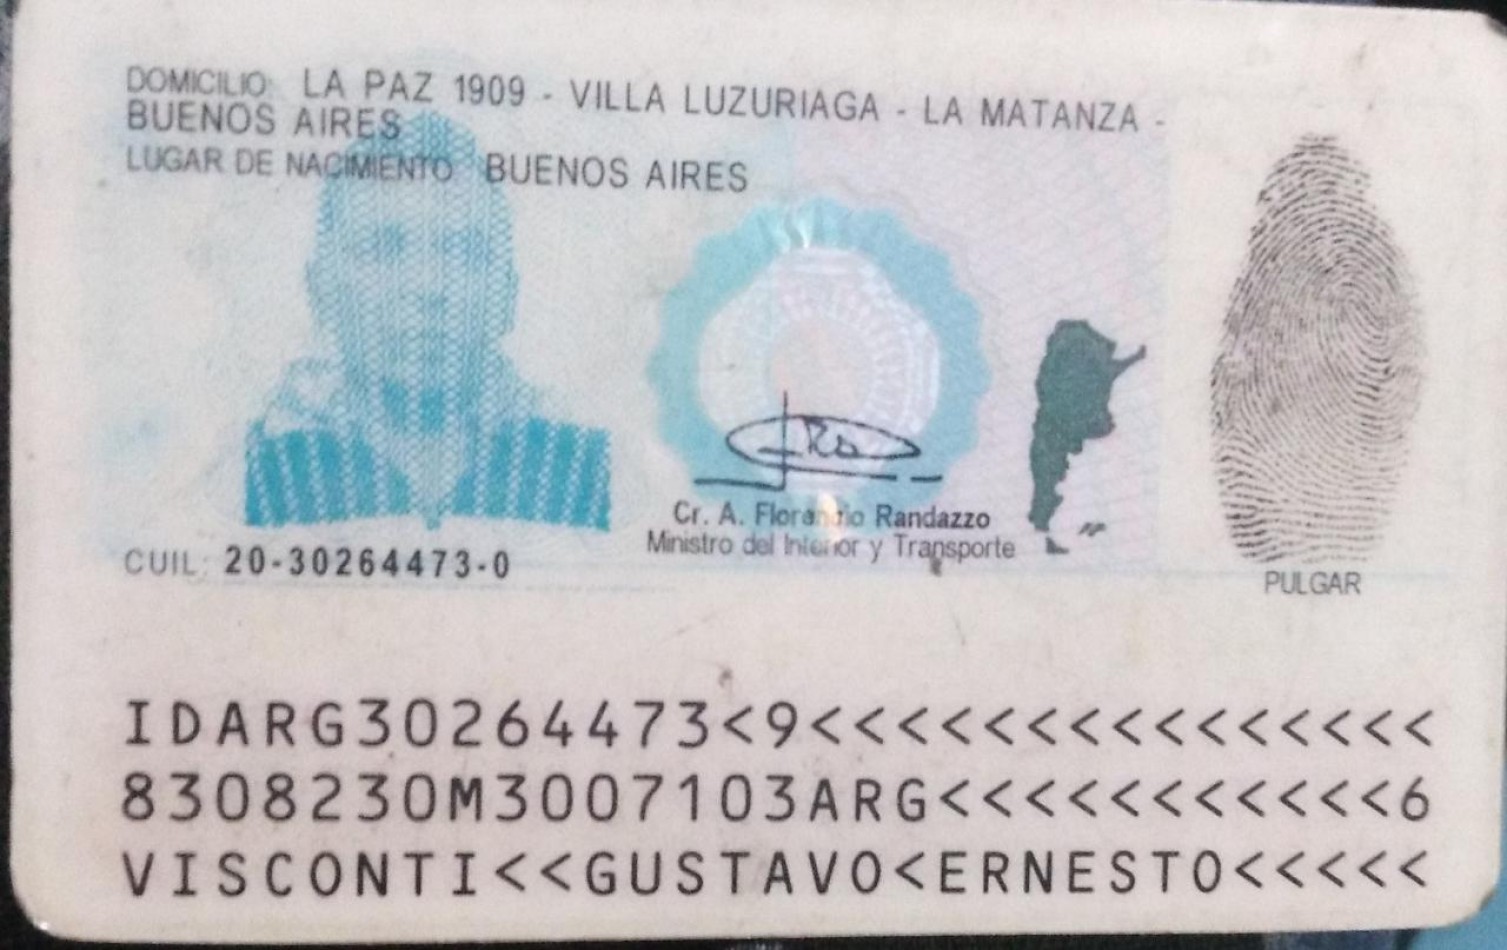 DOMICILIO: LA PAZ 1909 - VILLA LUZURIAGA - LA MATANZA -
BUENOS AIRES
LUGAR DE NACIMIENTO BUENOS AIRES
Cr. A. Florencio Randazzo
Ministro del Interior y Transporte
CUIL: 20-30264473-0
PULGAR
IDARG30264473<9<<<<<<<<<<<<<<<
8308230M3007103ARG<<<<<<<<<<<6
VISCONTI<<GUSTAVO<ERNESTO<<<<<